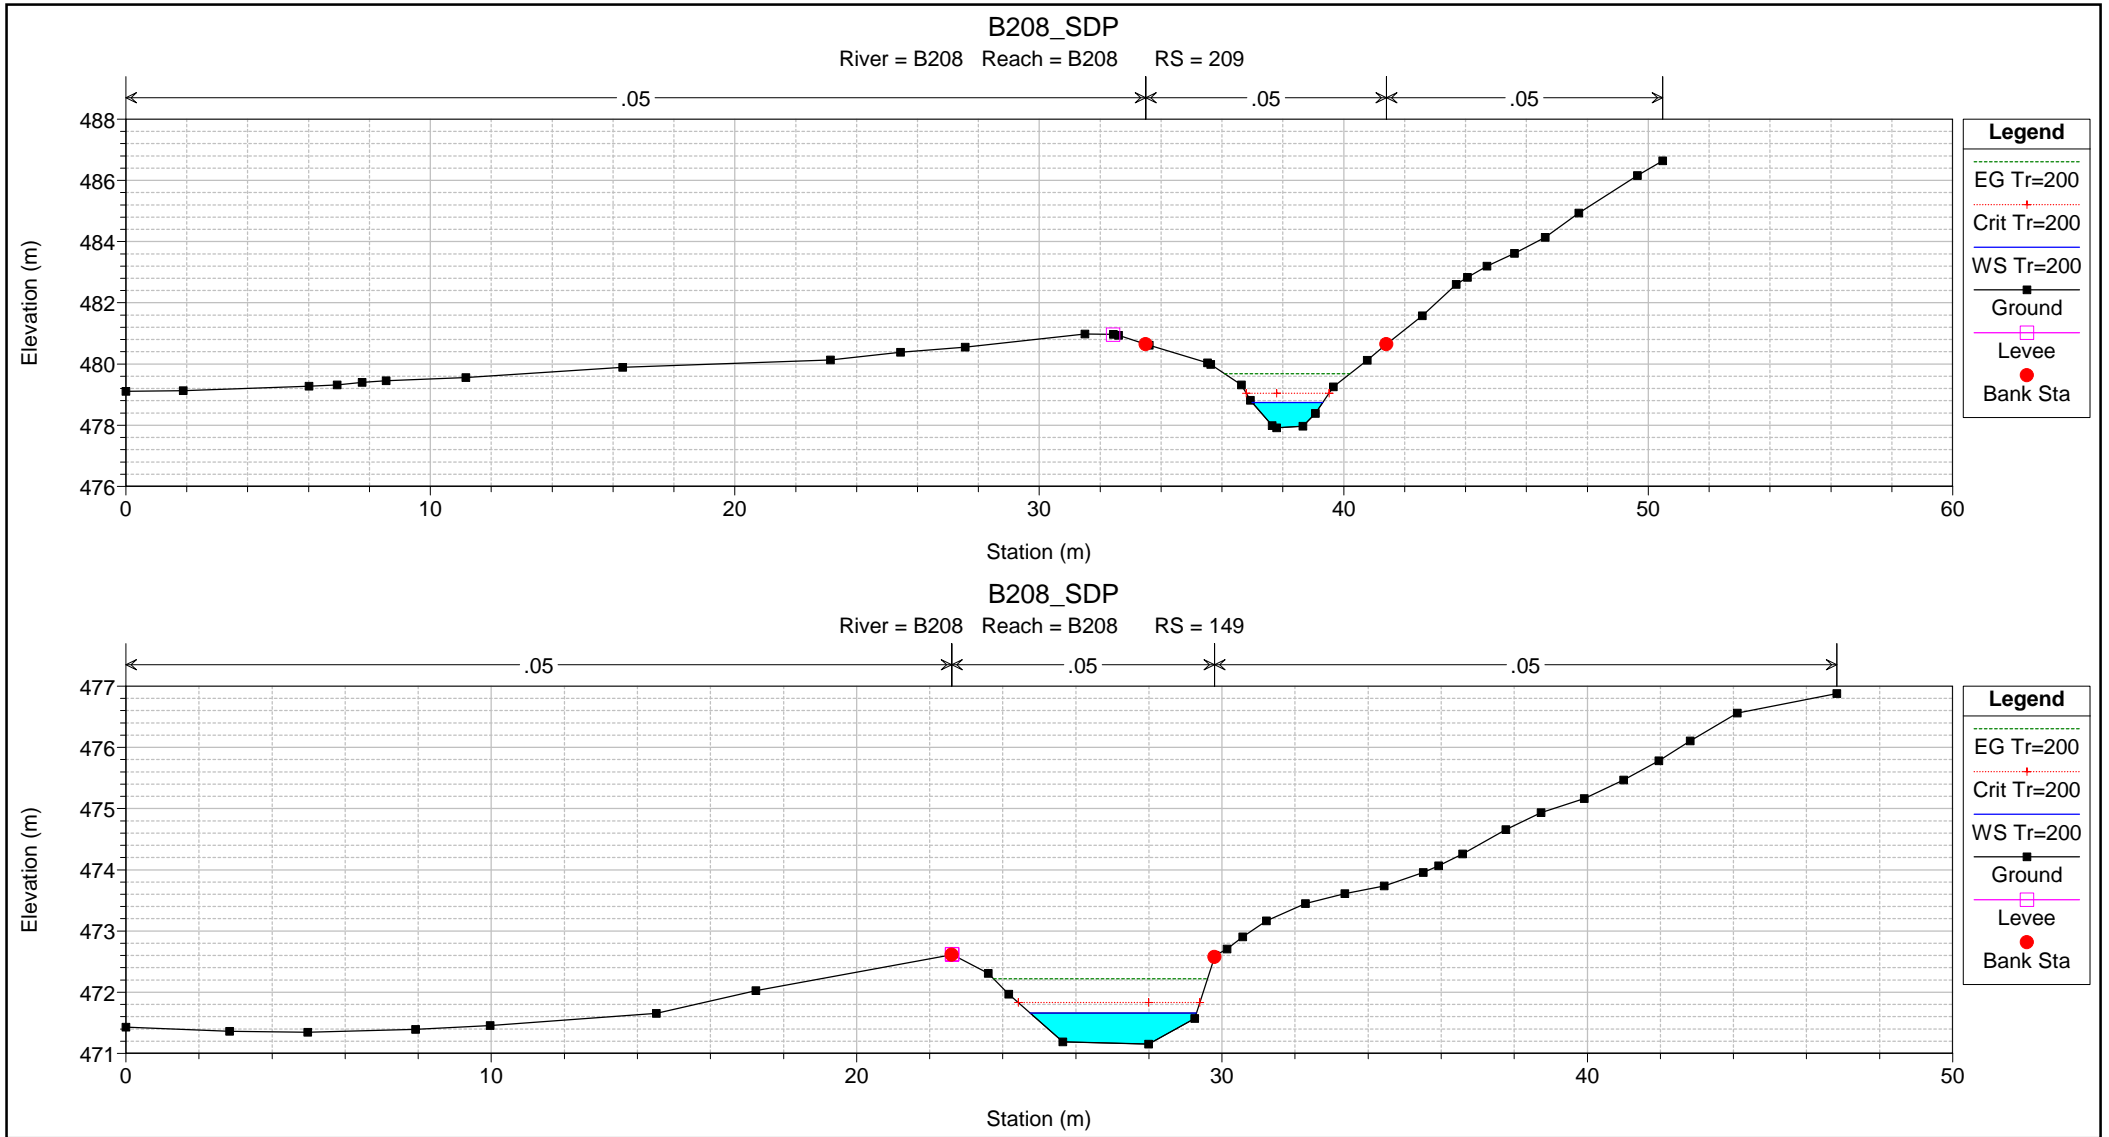 B208_SDP
River = B208 Reach = B208 RS = 209
.05 .05 .05
488
486
484
482
480
478
476
Elevation (m)
0 10 20 30 40 50 60
Station (m)
Legend
EG Tr=200
Crit Tr=200
WS Tr=200
Ground
Levee
Bank Sta
B208_SDP
River = B208 Reach = B208 RS = 149
.05 .05 .05
477
476
475
474
473
472
471
Elevation (m)
0 10 20 30 40 50
Station (m)
Legend
EG Tr=200
Crit Tr=200
WS Tr=200
Ground
Levee
Bank Sta